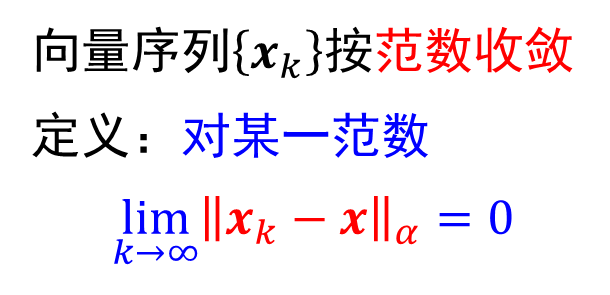 向量序列{𝒙ₖ}按范数收敛
定义：对某一范数
lim k→∞ ‖𝒙ₖ − 𝒙‖_α = 0